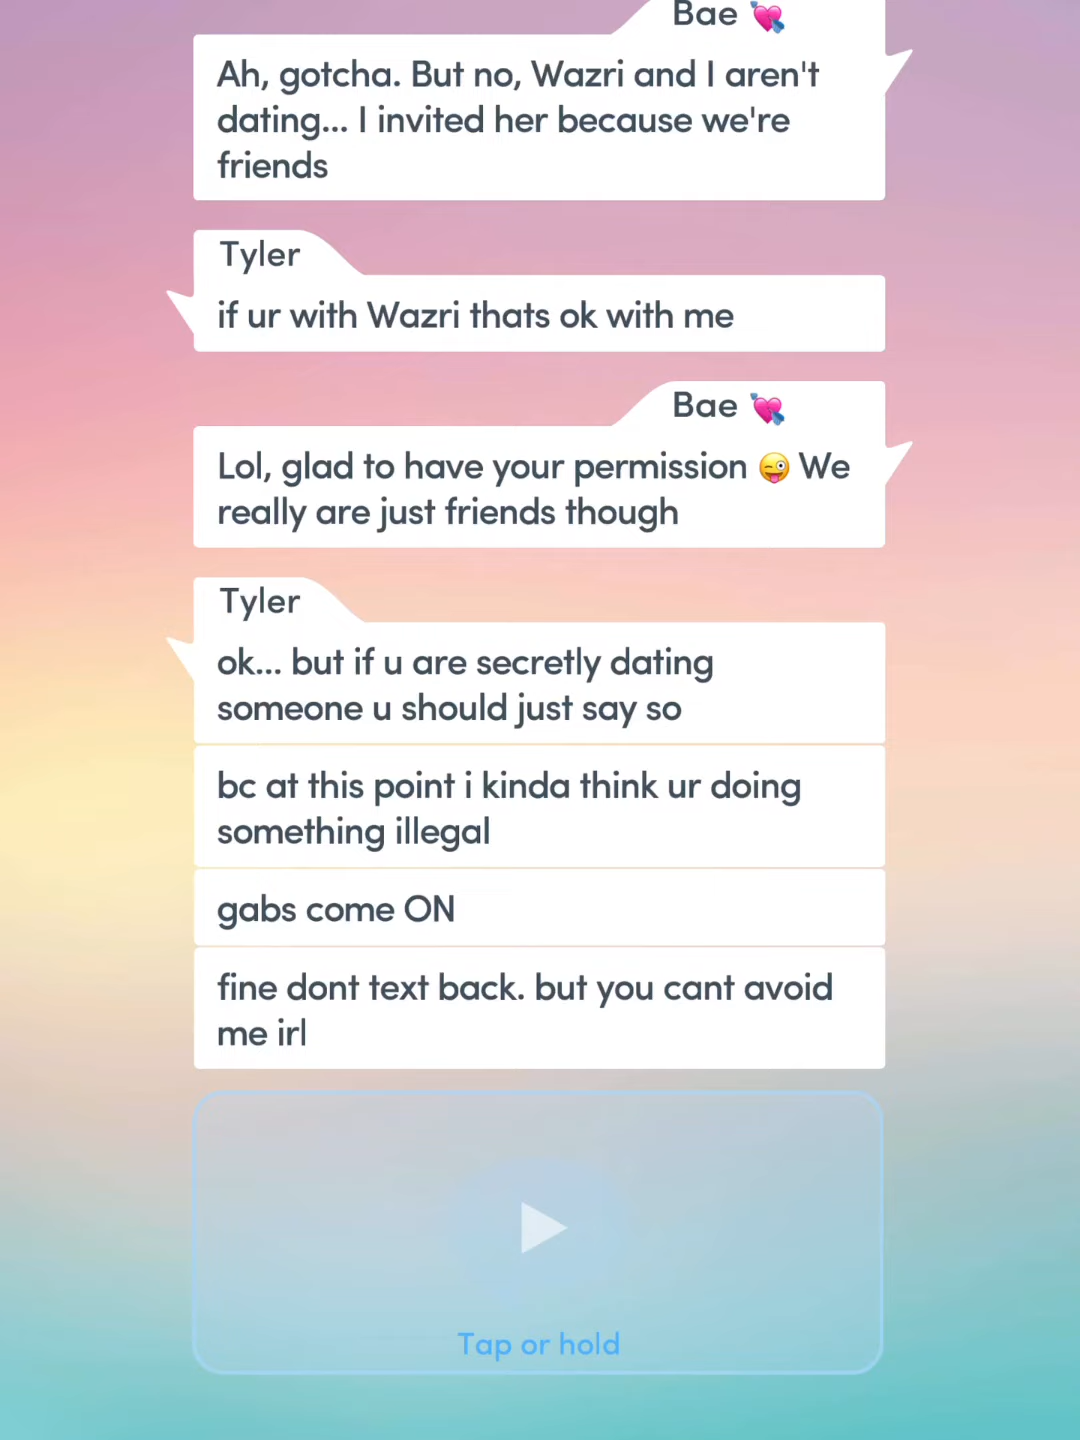 Bae 💘
Ah, gotcha. But no, Wazri and I aren't
dating... I invited her because we're
friends
Tyler
if ur with Wazri thats ok with me
Bae 💘
Lol, glad to have your permission 😜 We
really are just friends though
Tyler
ok... but if u are secretly dating
someone u should just say so
bc at this point i kinda think ur doing
something illegal
gabs come ON
fine dont text back. but you cant avoid
me irl
Tap or hold